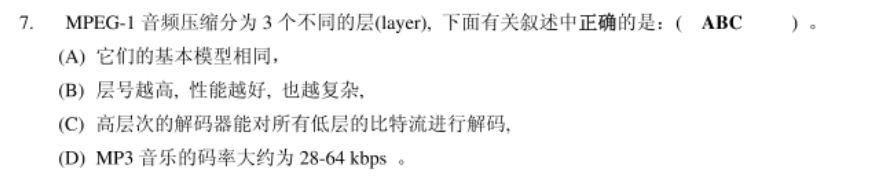 7. MPEG-1 音频压缩分为 3 个不同的层(layer), 下面有关叙述中正确的是：( ABC ) 。
(A) 它们的基本模型相同，
(B) 层号越高, 性能越好, 也越复杂,
(C) 高层次的解码器能对所有低层的比特流进行解码,
(D) MP3 音乐的码率大约为 28-64 kbps 。